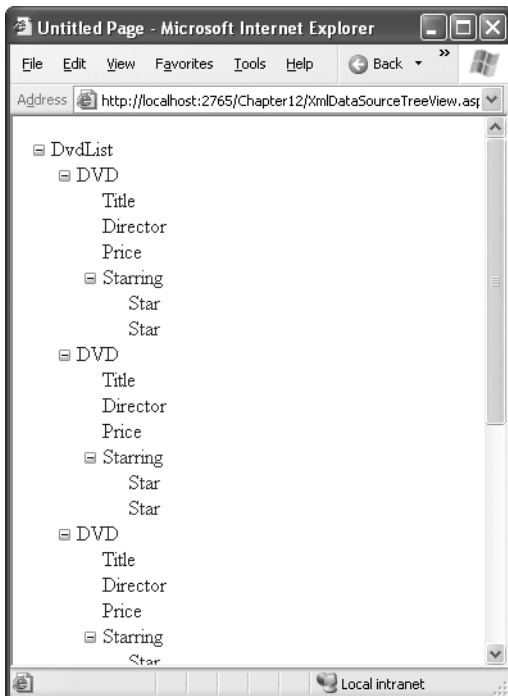 Untitled Page - Microsoft Internet Explorer
File Edit View Favorites Tools Help Back »
Address http://localhost:2765/Chapter12/XmlDataSourceTreeView.asp
DvdList
DVD
Title
Director
Price
Starring
Star
Star
DVD
Title
Director
Price
Starring
Star
Star
DVD
Title
Director
Price
Starring
Star
Local intranet